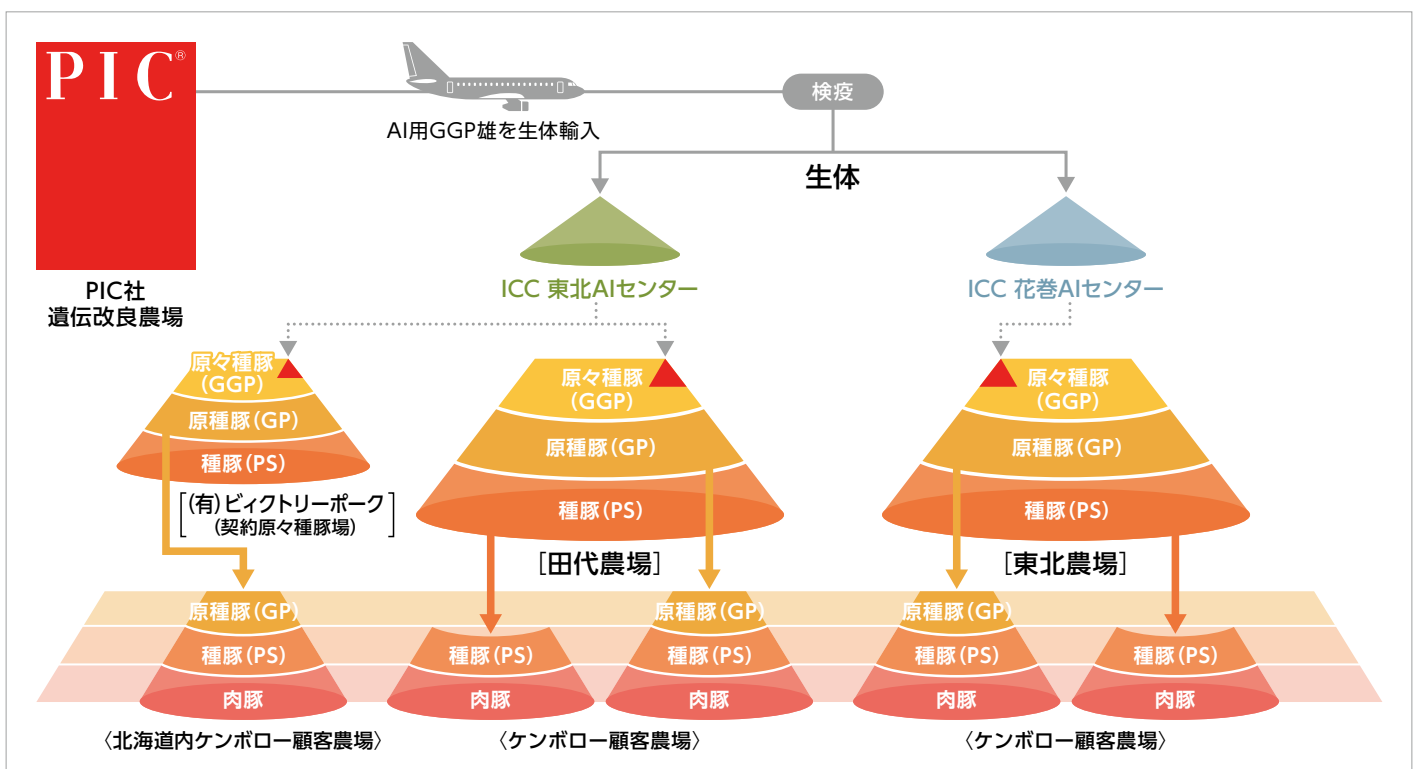 PIC®
検疫
AI用GGP雄を生体輸入
生体
PIC社
遺伝改良農場
ICC 東北AIセンター
ICC 花巻AIセンター
原々種豚
(GGP)
原種豚(GP)
種豚(PS)
[(有)ビィクトリーポーク
(契約原々種豚場)]
原々種豚
(GGP)
原種豚(GP)
種豚(PS)
[田代農場]
原々種豚
(GGP)
原種豚(GP)
種豚(PS)
[東北農場]
原種豚(GP)
種豚(PS)
肉豚
種豚(PS)
肉豚
原種豚(GP)
種豚(PS)
肉豚
原種豚(GP)
種豚(PS)
肉豚
種豚(PS)
肉豚
〈北海道内ケンボロー顧客農場〉
〈ケンボロー顧客農場〉
〈ケンボロー顧客農場〉